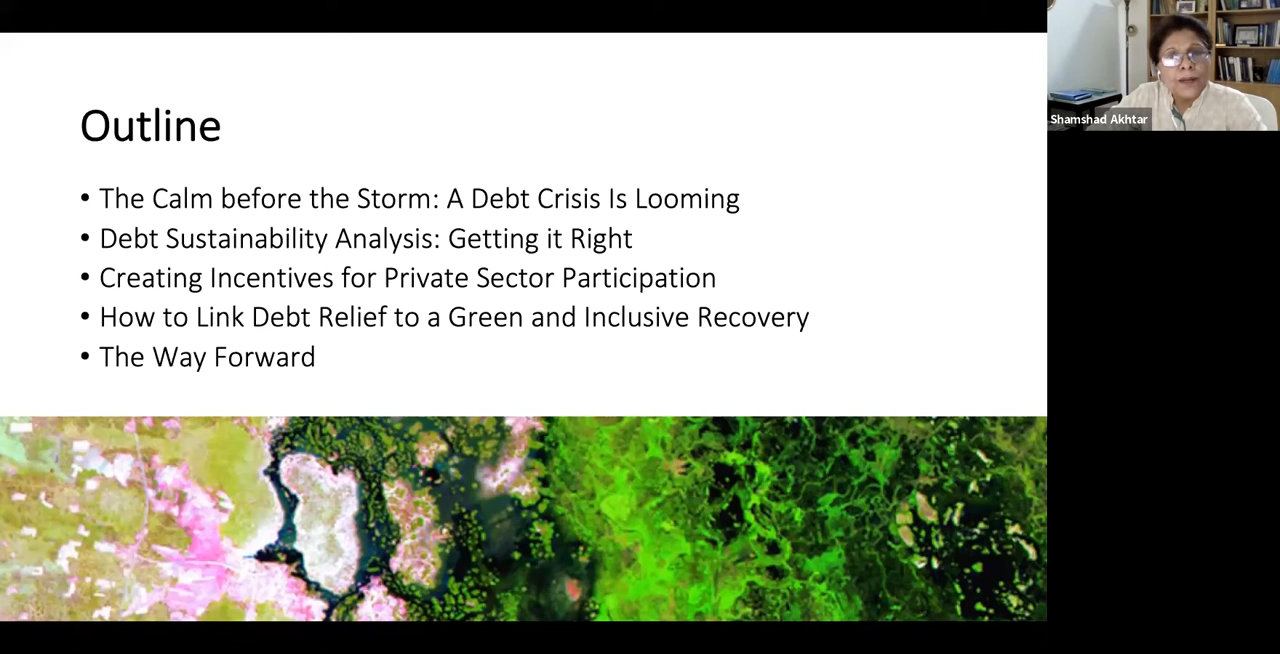 Outline
• The Calm before the Storm: A Debt Crisis Is Looming
• Debt Sustainability Analysis: Getting it Right
• Creating Incentives for Private Sector Participation
• How to Link Debt Relief to a Green and Inclusive Recovery
• The Way Forward
Shamshad Akhtar